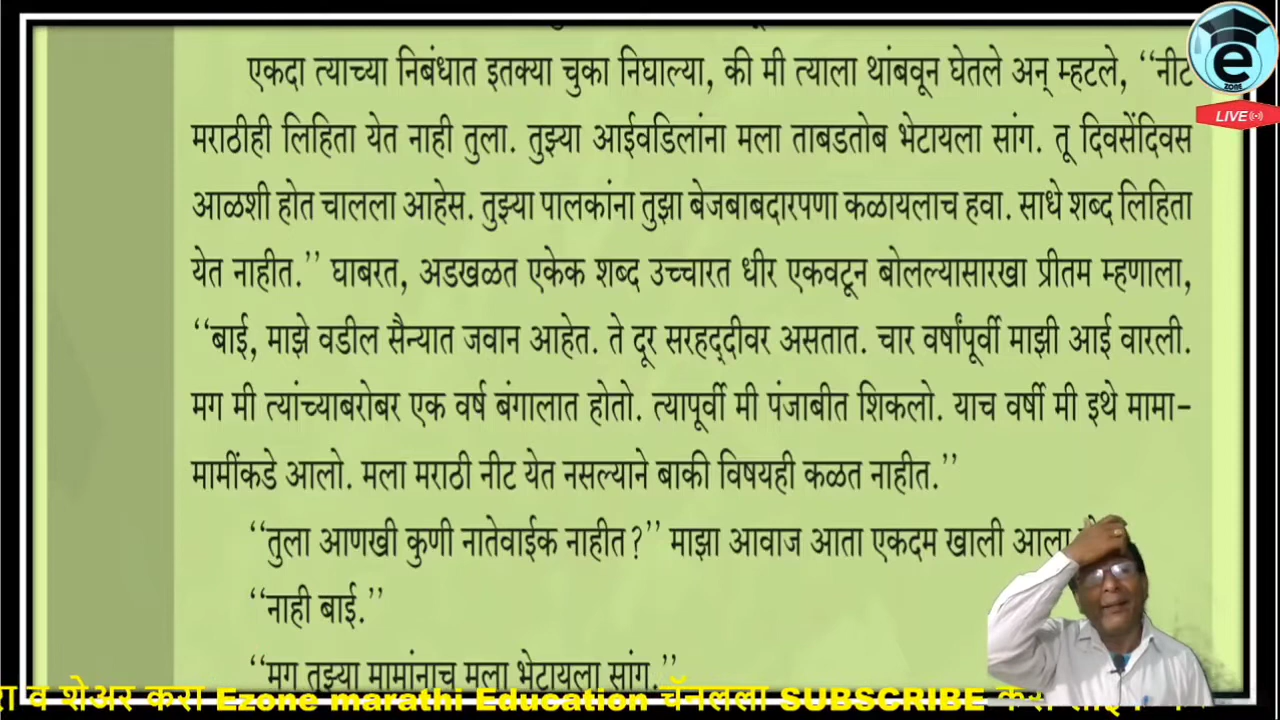 एकदा त्याच्या निबंधात इतक्या चुका निघाल्या, की मी त्याला थांबवून घेतले अन् म्हटले, ‘‘नीट
मराठीही लिहिता येत नाही तुला. तुझ्या आईवडिलांना मला ताबडतोब भेटायला सांग. तू दिवसेंदिवस
आळशी होत चालला आहेस. तुझ्या पालकांना तुझा बेजबाबदारपणा कळायलाच हवा. साधे शब्द लिहिता
येत नाहीत.’’ घाबरत, अडखळत एकेक शब्द उच्चारत धीर एकवटून बोलल्यासारखा प्रीतम म्हणाला,
‘‘बाई, माझे वडील सैन्यात जवान आहेत. ते दूर सरहद्दीवर असतात. चार वर्षांपूर्वी माझी आई वारली.
मग मी त्यांच्याबरोबर एक वर्ष बंगालात होतो. त्यापूर्वी मी पंजाबीत शिकलो. याच वर्षी मी इथे मामा-
मामींकडे आलो. मला मराठी नीट येत नसल्याने बाकी विषयही कळत नाहीत.’’
‘‘तुला आणखी कुणी नातेवाईक नाहीत?’’ माझा आवाज आता एकदम खाली आला
‘‘नाही बाई.’’
‘‘मग तुझ्या मामांनाच मला भेटायला सांग.’’
व शेअर करा Ezone marathi Education चॅनलला SUBSCRIBE
e
ZONE
LIVE